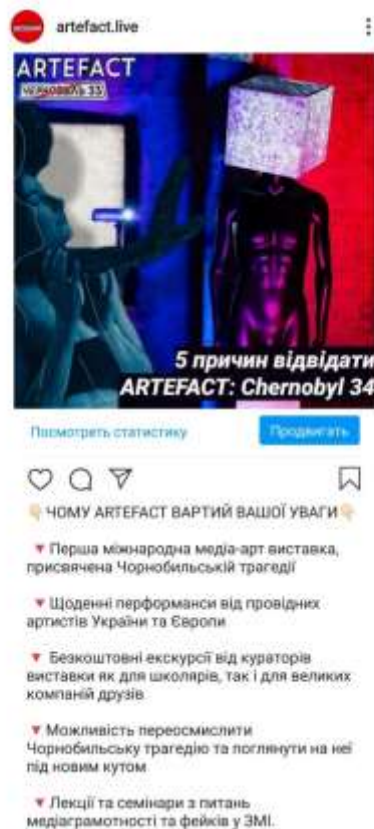 artefact.live
ARTEFACT
ЧОРНОБИЛЬ 33
5 причин відвідати
ARTEFACT: Chernobyl 34
Посмотреть статистику
Продвигать
👇🏻ЧОМУ ARTEFACT ВАРТИЙ ВАШОЇ УВАГИ👇🏻
🔻Перша міжнародна медіа-арт виставка,
присвячена Чорнобильській трагедії
🔻Щоденні перформанси від провідних
артистів України та Європи
🔻 Безкоштовні екскурсії від кураторів
виставки як для школярів, так і для великих
компаній друзів
🔻Можливість переосмислити
Чорнобильську трагедію та поглянути на неї
під новим кутом
🔻Лекції та семінари з питань
медіаграмотності та фейків у ЗМІ.